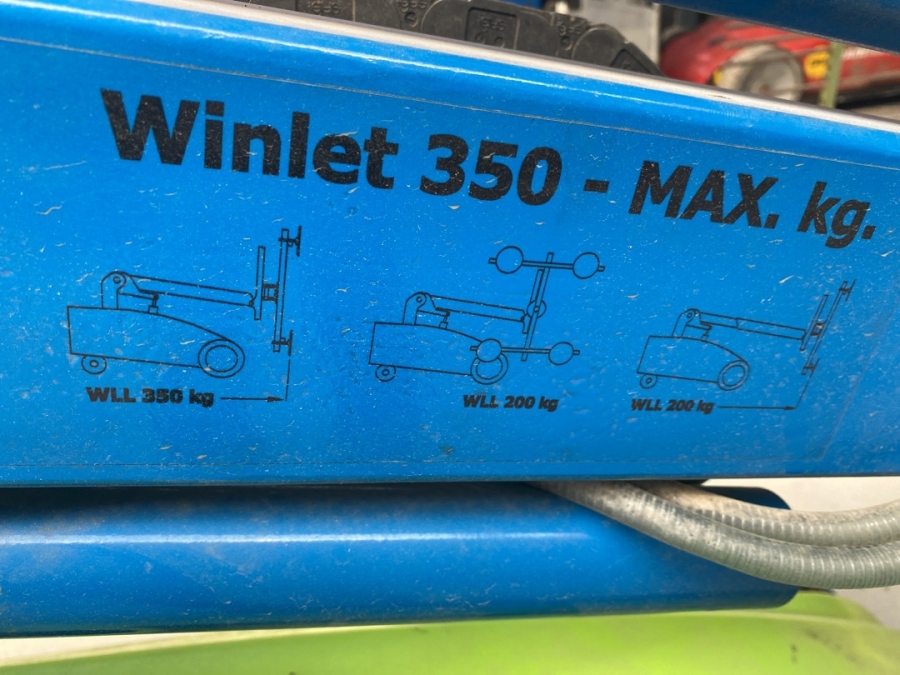 Winlet 350 - MAX. kg.
WLL 350 kg
WLL 200 kg
WLL 200 kg